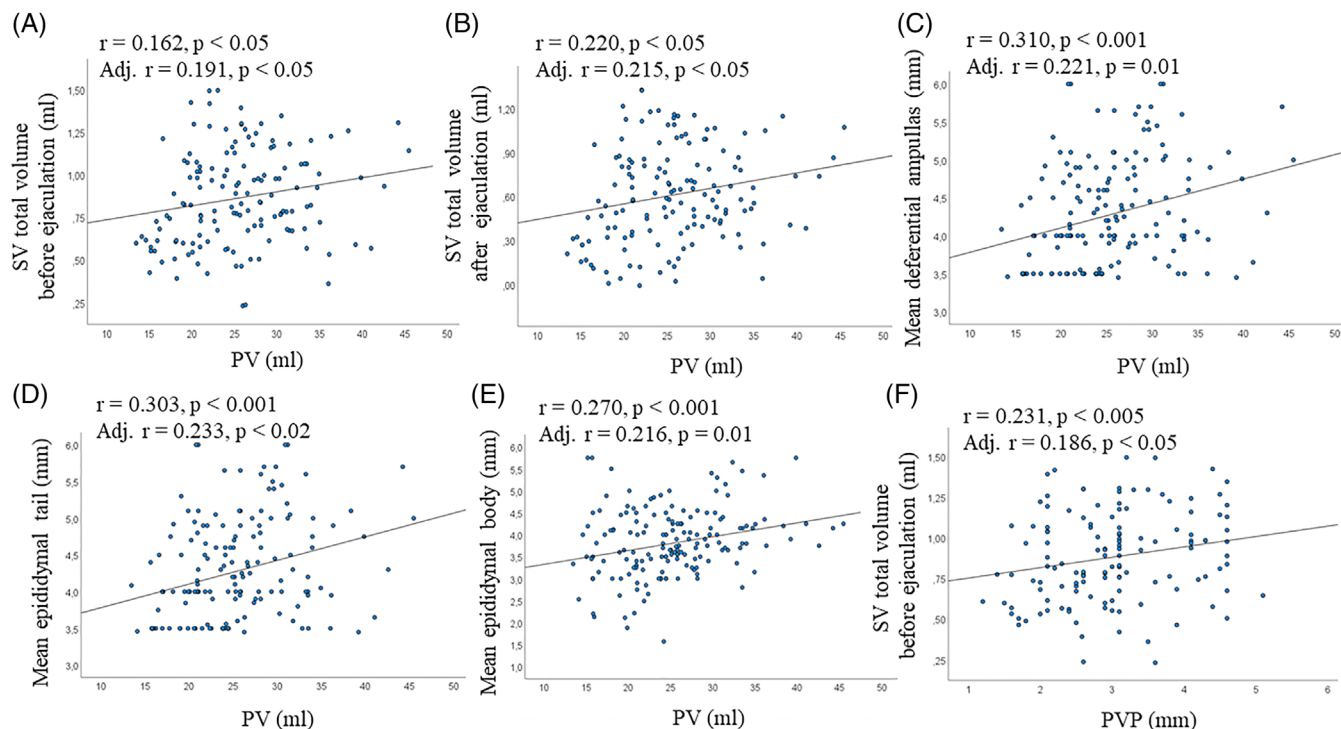 (A)
r = 0.162, p < 0.05
Adj. r = 0.191, p < 0.05
SV total volume
before ejaculation (ml)
1,50
1,25
1,00
,75
,50
,25
10 15 20 25 30 35 40 45 50
PV (ml)
(B)
r = 0.220, p < 0.05
Adj. r = 0.215, p < 0.05
SV total volume
after ejaculation (ml)
1,20
,90
,60
,30
,00
10 15 20 25 30 35 40 45 50
PV (ml)
(C)
r = 0.310, p < 0.001
Adj. r = 0.221, p = 0.01
Mean deferential ampullas (mm)
6,0
5,0
4,5
4,0
3,5
3,0
10 15 20 25 30 35 40 45 50
PV (ml)
(D)
r = 0.303, p < 0.001
Adj. r = 0.233, p < 0.02
Mean epididymal tail (mm)
6,0
5,0
4,5
4,0
3,5
3,0
10 15 20 25 30 35 40 45 50
PV (ml)
(E)
r = 0.270, p < 0.001
Adj. r = 0.216, p = 0.01
Mean epididymal body (mm)
6,0
5,5
5,0
4,5
4,0
3,5
3,0
2,5
2,0
1,0
10 15 20 25 30 35 40 45 50
PV (ml)
(F)
r = 0.231, p < 0.005
Adj. r = 0.186, p < 0.05
SV total volume
before ejaculation (ml)
1,50
1,25
1,00
,75
,50
,25
1 2 3 4 5 6
PVP (mm)